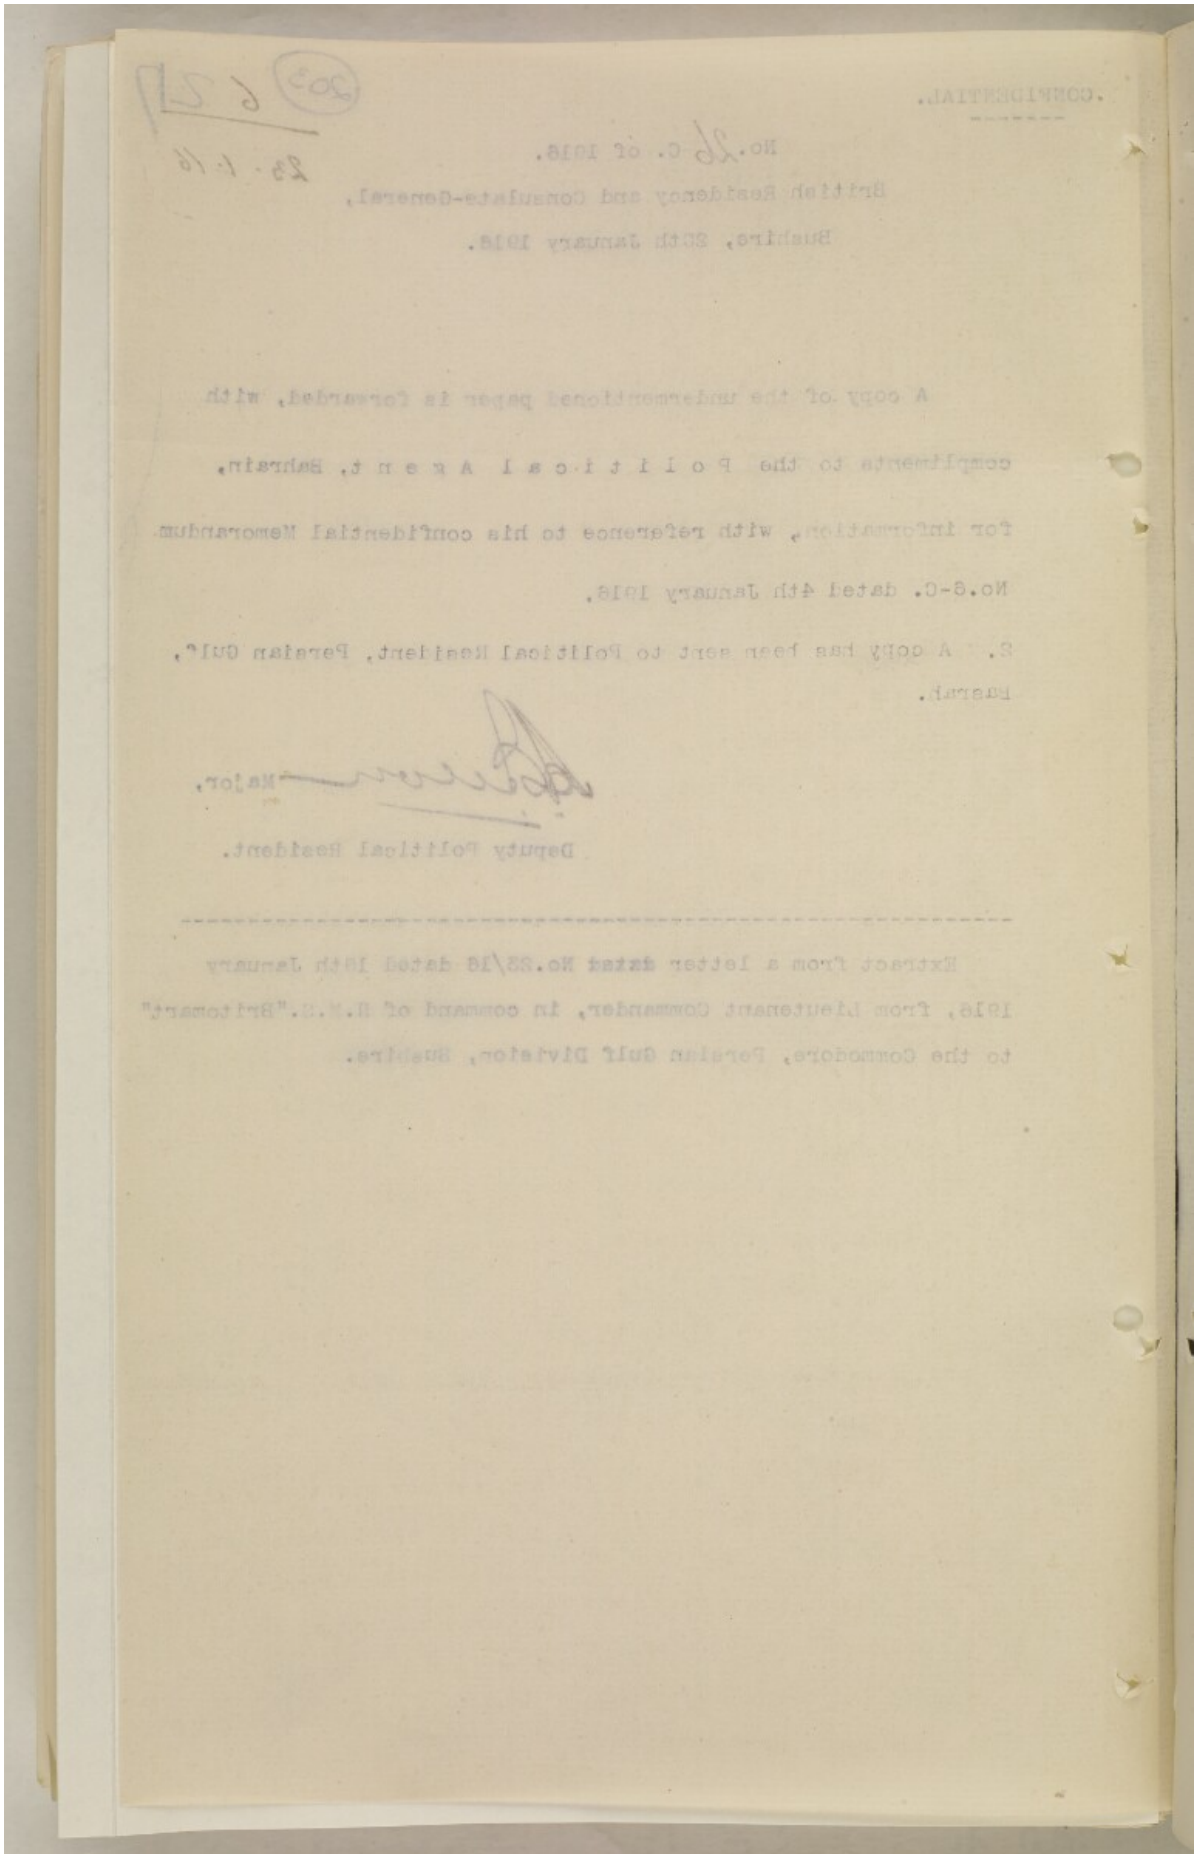 CONFIDENTIAL.
203
6 2
23.1.16
No. 26 C. of 1916.
British Residency and Consulate-General,
Bushire, 20th January 1916.
A copy of the undermentioned paper is forwarded, with
compliments to the Political Agent, Bahrain,
for information, with reference to his confidential Memorandum
No.6-C. dated 4th January 1916.
2. A copy has been sent to Political Resident, Persian Gulf,
Basrah.
Major,
Deputy Political Resident.
Extract from a letter dated No.23/16 dated 16th January
1916, from Lieutenant Commander, in command of H.M.S."Britomart"
to the Commodore, Persian Gulf Division, Bushire.